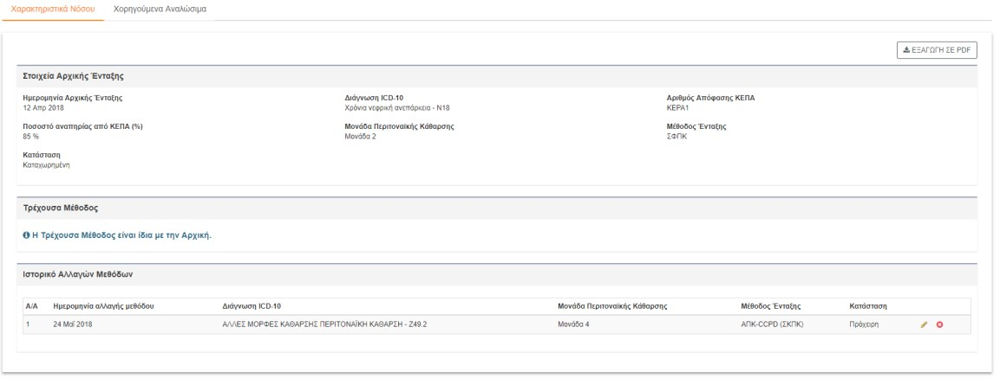 Χαρακτηριστικά Νόσου Χορηγούμενα Αναλώσιμα
ΕΞΑΓΩΓΗ ΣΕ PDF
Στοιχεία Αρχικής Ένταξης
Ημερομηνία Αρχικής Ένταξης Διάγνωση ICD-10 Αριθμός Απόφασης ΚΕΠΑ
12 Απρ 2018 Χρόνια νεφρική ανεπάρκεια - N18 KEPA1
Ποσοστό αναπηρίας από ΚΕΠΑ (%) Μονάδα Περιτοναϊκής Κάθαρσης Μέθοδος Ένταξης
85 % Μονάδα 2 ΣΦΠΚ
Κατάσταση
Καταχωρημένη
Τρέχουσα Μέθοδος
Η Τρέχουσα Μέθοδος είναι ίδια με την Αρχική.
Ιστορικό Αλλαγών Μεθόδων
Α/Α Ημερομηνία αλλαγής μεθόδου Διάγνωση ICD-10 Μονάδα Περιτοναϊκής Κάθαρσης Μέθοδος Ένταξης Κατάσταση
1 24 Μαΐ 2018 ΑΛΛΕΣ ΜΟΡΦΕΣ ΚΑΘΑΡΣΗΣ ΠΕΡΙΤΟΝΑΪΚΗ ΚΑΘΑΡΣΗ - Z49.2 Μονάδα 4 ΑΠΚ-CCPD (ΣΚΠΚ) Πρόχειρη